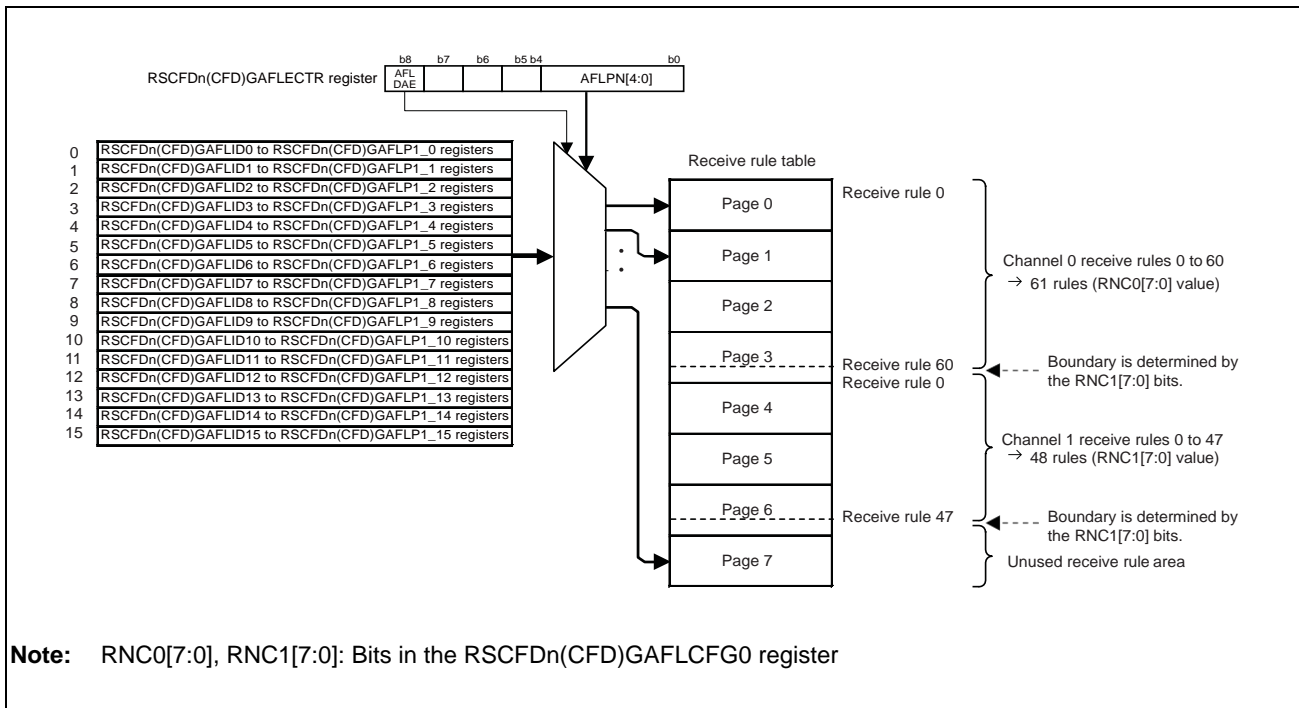 b8 b7 b6 b5 b4 b0
RSCFDn(CFD)GAFLECTR register
AFL
DAE
AFLPN[4:0]
0 RSCFDn(CFD)GAFLID0 to RSCFDn(CFD)GAFLP1_0 registers
1 RSCFDn(CFD)GAFLID1 to RSCFDn(CFD)GAFLP1_1 registers
2 RSCFDn(CFD)GAFLID2 to RSCFDn(CFD)GAFLP1_2 registers
3 RSCFDn(CFD)GAFLID3 to RSCFDn(CFD)GAFLP1_3 registers
4 RSCFDn(CFD)GAFLID4 to RSCFDn(CFD)GAFLP1_4 registers
5 RSCFDn(CFD)GAFLID5 to RSCFDn(CFD)GAFLP1_5 registers
6 RSCFDn(CFD)GAFLID6 to RSCFDn(CFD)GAFLP1_6 registers
7 RSCFDn(CFD)GAFLID7 to RSCFDn(CFD)GAFLP1_7 registers
8 RSCFDn(CFD)GAFLID8 to RSCFDn(CFD)GAFLP1_8 registers
9 RSCFDn(CFD)GAFLID9 to RSCFDn(CFD)GAFLP1_9 registers
10 RSCFDn(CFD)GAFLID10 to RSCFDn(CFD)GAFLP1_10 registers
11 RSCFDn(CFD)GAFLID11 to RSCFDn(CFD)GAFLP1_11 registers
12 RSCFDn(CFD)GAFLID12 to RSCFDn(CFD)GAFLP1_12 registers
13 RSCFDn(CFD)GAFLID13 to RSCFDn(CFD)GAFLP1_13 registers
14 RSCFDn(CFD)GAFLID14 to RSCFDn(CFD)GAFLP1_14 registers
15 RSCFDn(CFD)GAFLID15 to RSCFDn(CFD)GAFLP1_15 registers
Receive rule table
Page 0
Page 1
Page 2
Page 3
Page 4
Page 5
Page 6
Page 7
Receive rule 0
Receive rule 60
Receive rule 0
Receive rule 47
Channel 0 receive rules 0 to 60
→ 61 rules (RNC0[7:0] value)
Boundary is determined by
the RNC1[7:0] bits.
Channel 1 receive rules 0 to 47
→ 48 rules (RNC1[7:0] value)
Boundary is determined by
the RNC1[7:0] bits.
Unused receive rule area
Note: RNC0[7:0], RNC1[7:0]: Bits in the RSCFDn(CFD)GAFLCFG0 register